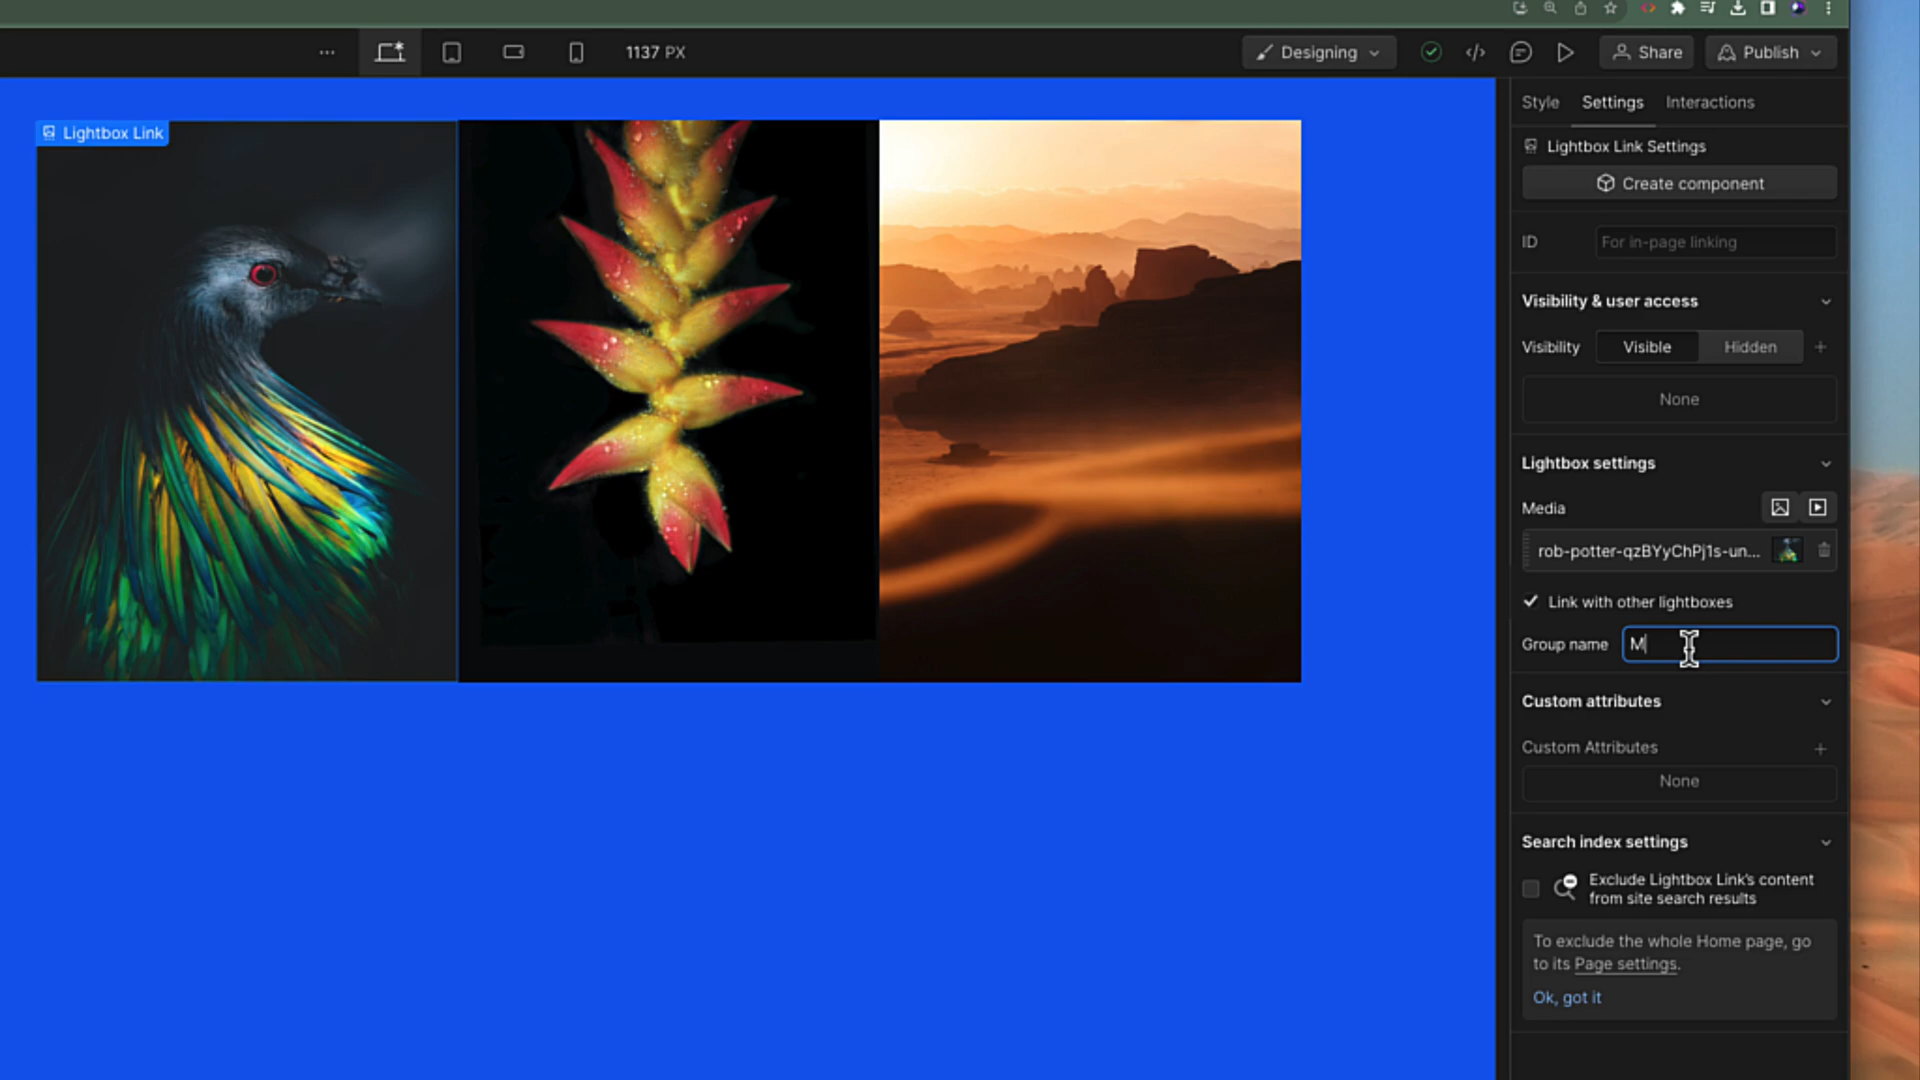 1137 PX
Designing
Share
Publish
Style
Settings
Interactions
Lightbox Link
Lightbox Link Settings
Create component
ID
For in-page linking
Visibility & user access
Visibility
Visible
Hidden
None
Lightbox settings
Media
rob-potter-qzBYyChPj1s-un...
Link with other lightboxes
Group name
M
Custom attributes
Custom Attributes
None
Search index settings
Exclude Lightbox Link's content
from site search results
To exclude the whole Home page, go
to its Page settings.
Ok, got it